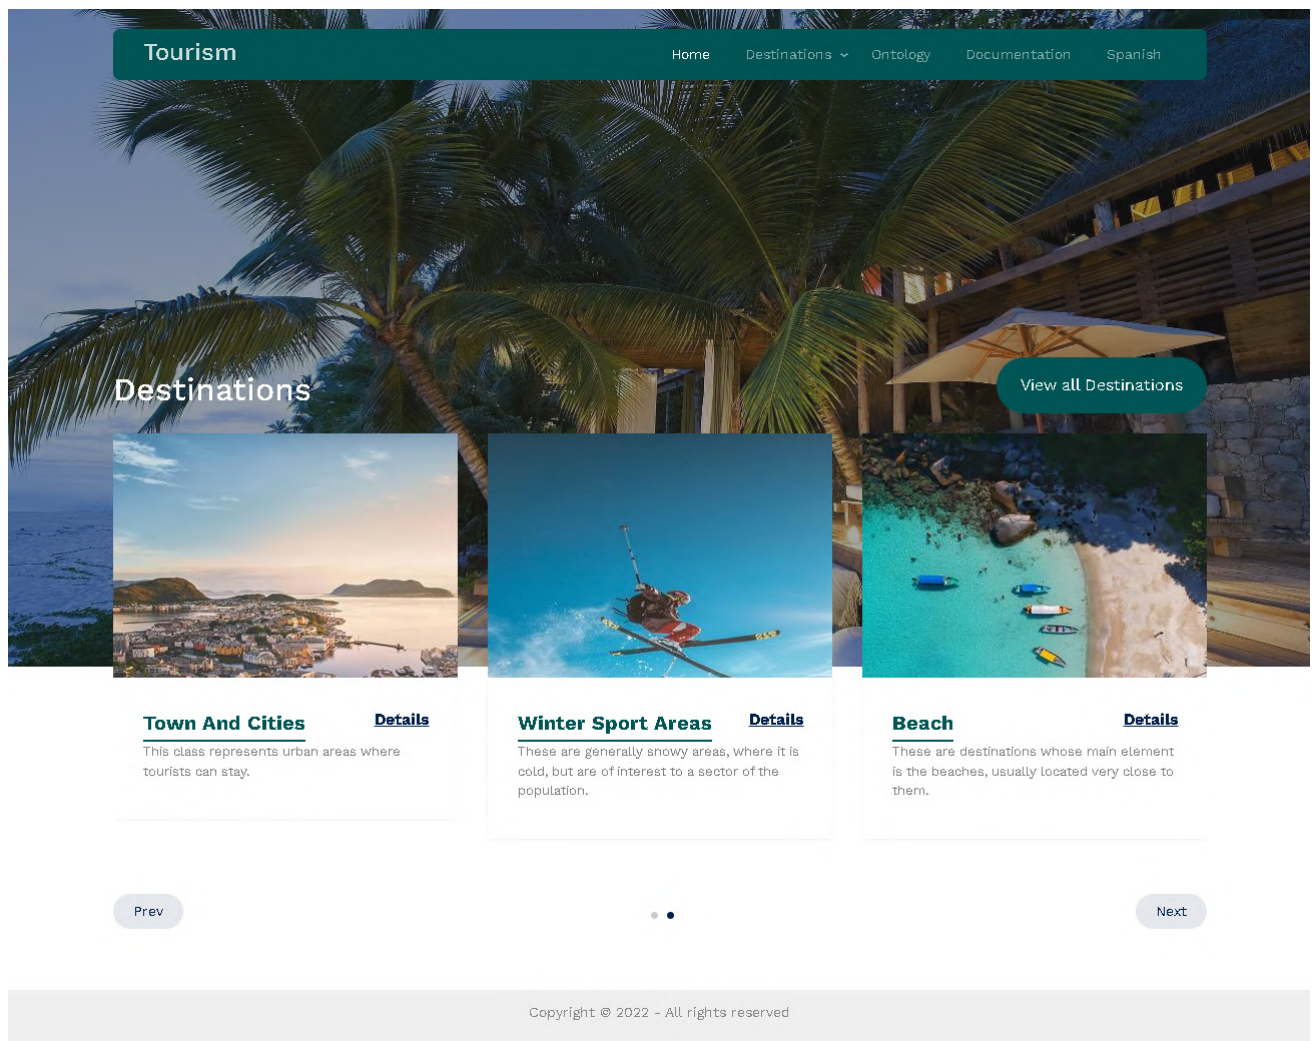 Tourism
Home Destinations Ontology Documentation Spanish
Destinations
View all Destinations
Town And Cities
Details
This class represents urban areas where
tourists can stay.
Winter Sport Areas
Details
These are generally snowy areas, where it is
cold, but are of interest to a sector of the
population.
Beach
Details
These are destinations whose main element
is the beaches, usually located very close to
them.
Prev
Next
Copyright © 2022 - All rights reserved